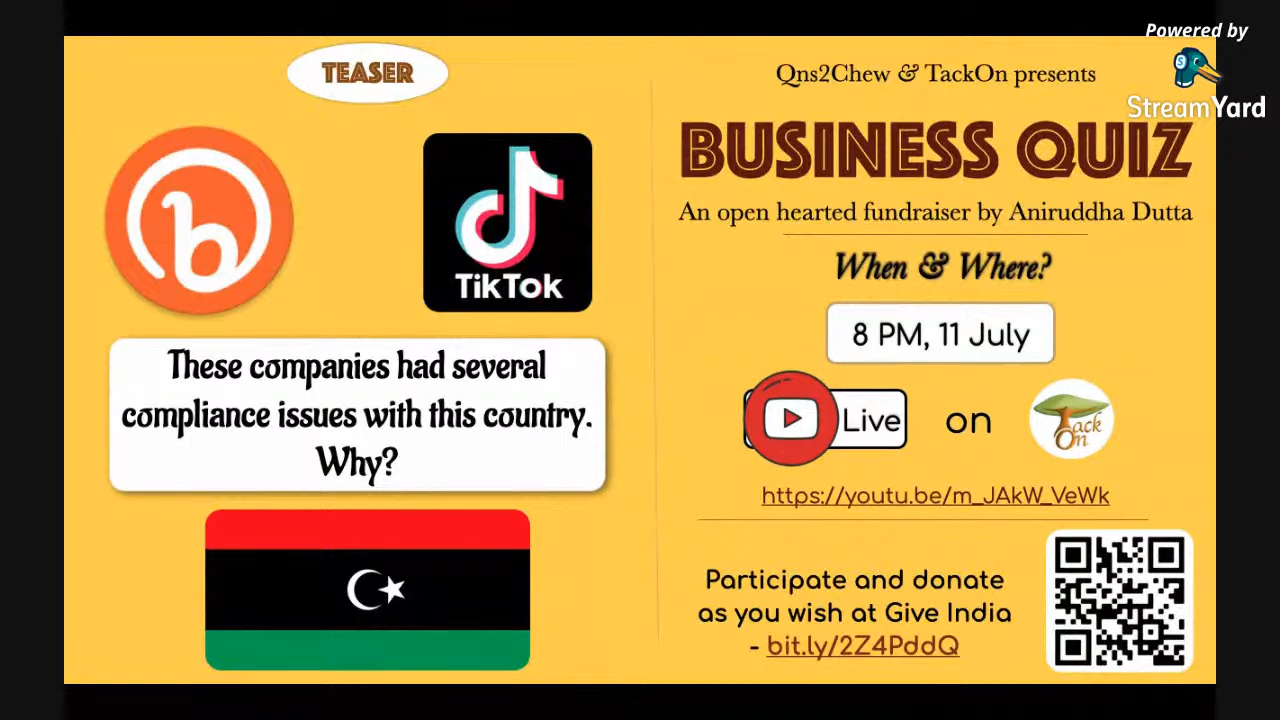 Powered by
StreamYard
TEASER
TikTok
These companies had several
compliance issues with this country.
Why?
Qns2Chew & TackOn presents
BUSINESS QUIZ
An open hearted fundraiser by Aniruddha Dutta
When & Where?
8 PM, 11 July
Live on Tack On
https://youtu.be/m_JAkW_VeWk
Participate and donate
as you wish at Give India
- bit.ly/2Z4PddQ